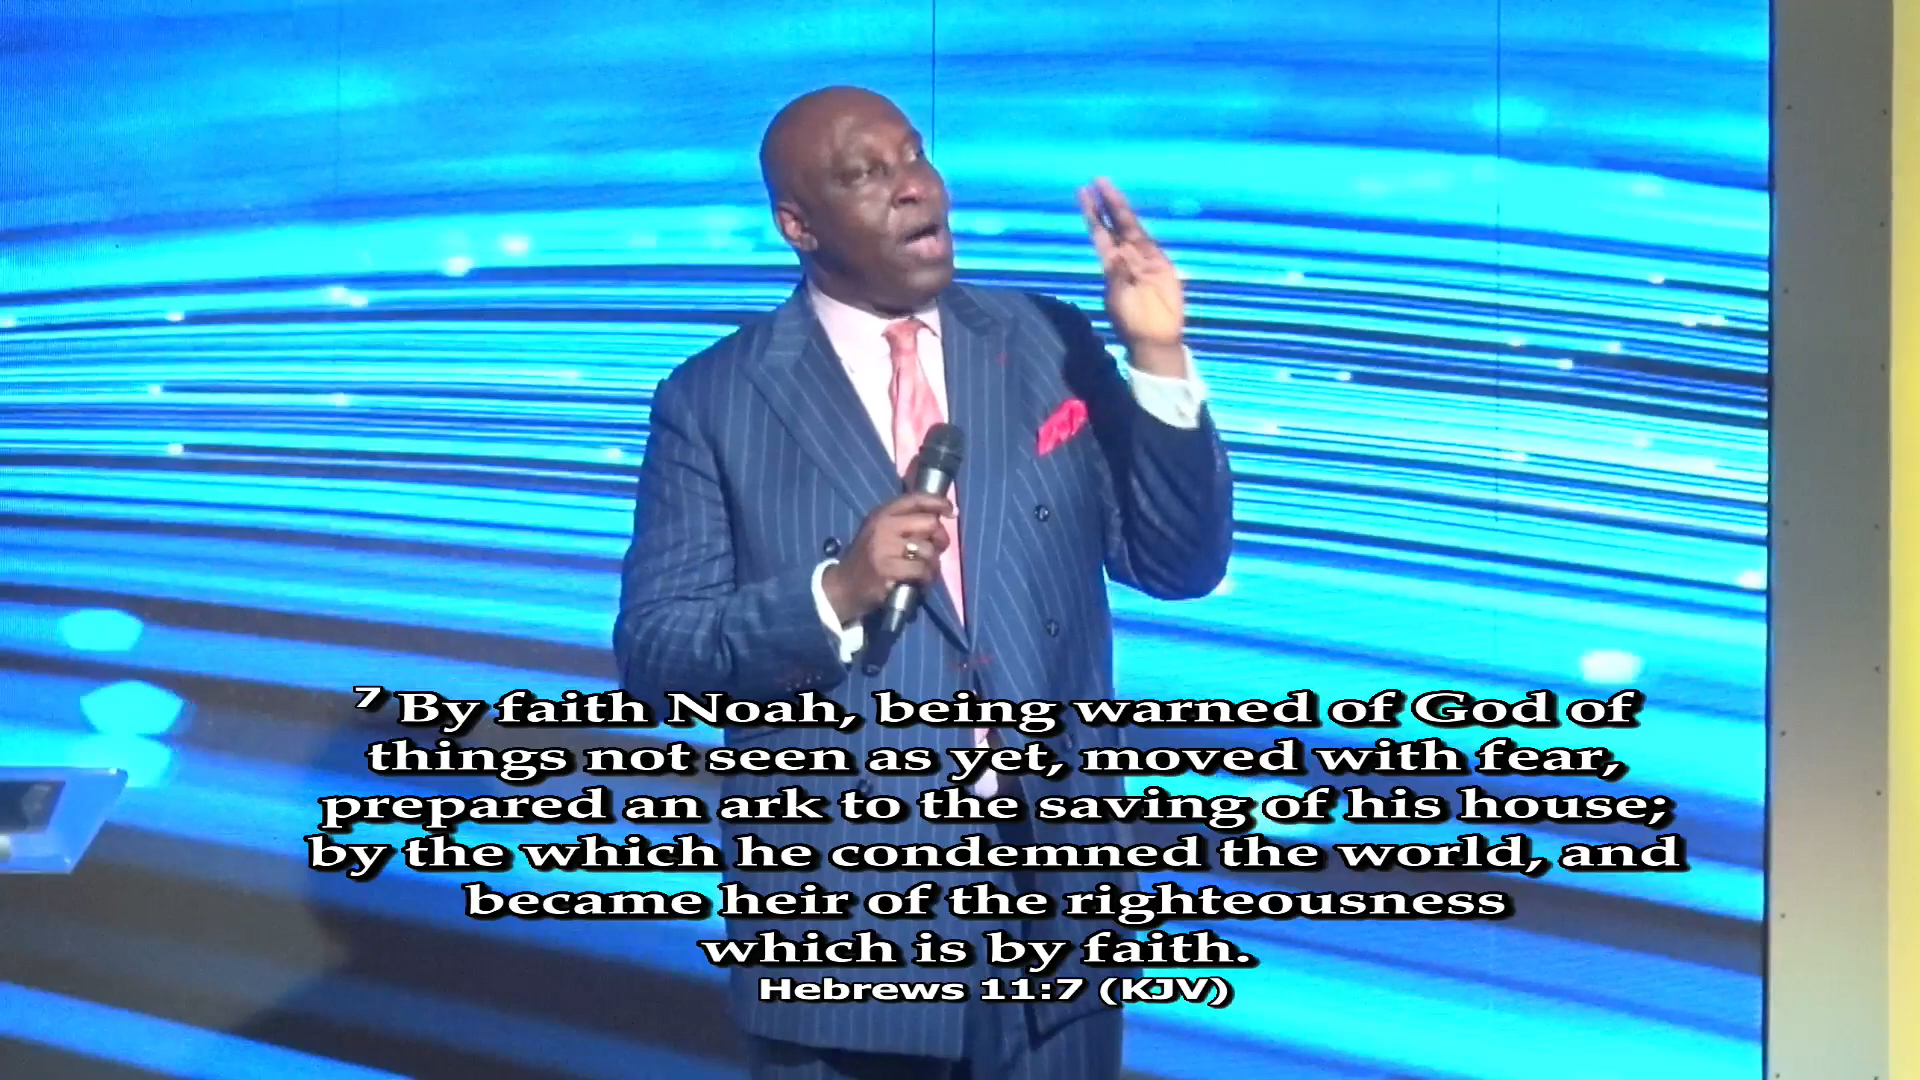 7 By faith Noah, being warned of God of
things not seen as yet, moved with fear,
prepared an ark to the saving of his house;
by the which he condemned the world, and
became heir of the righteousness
which is by faith.
Hebrews 11:7 (KJV)